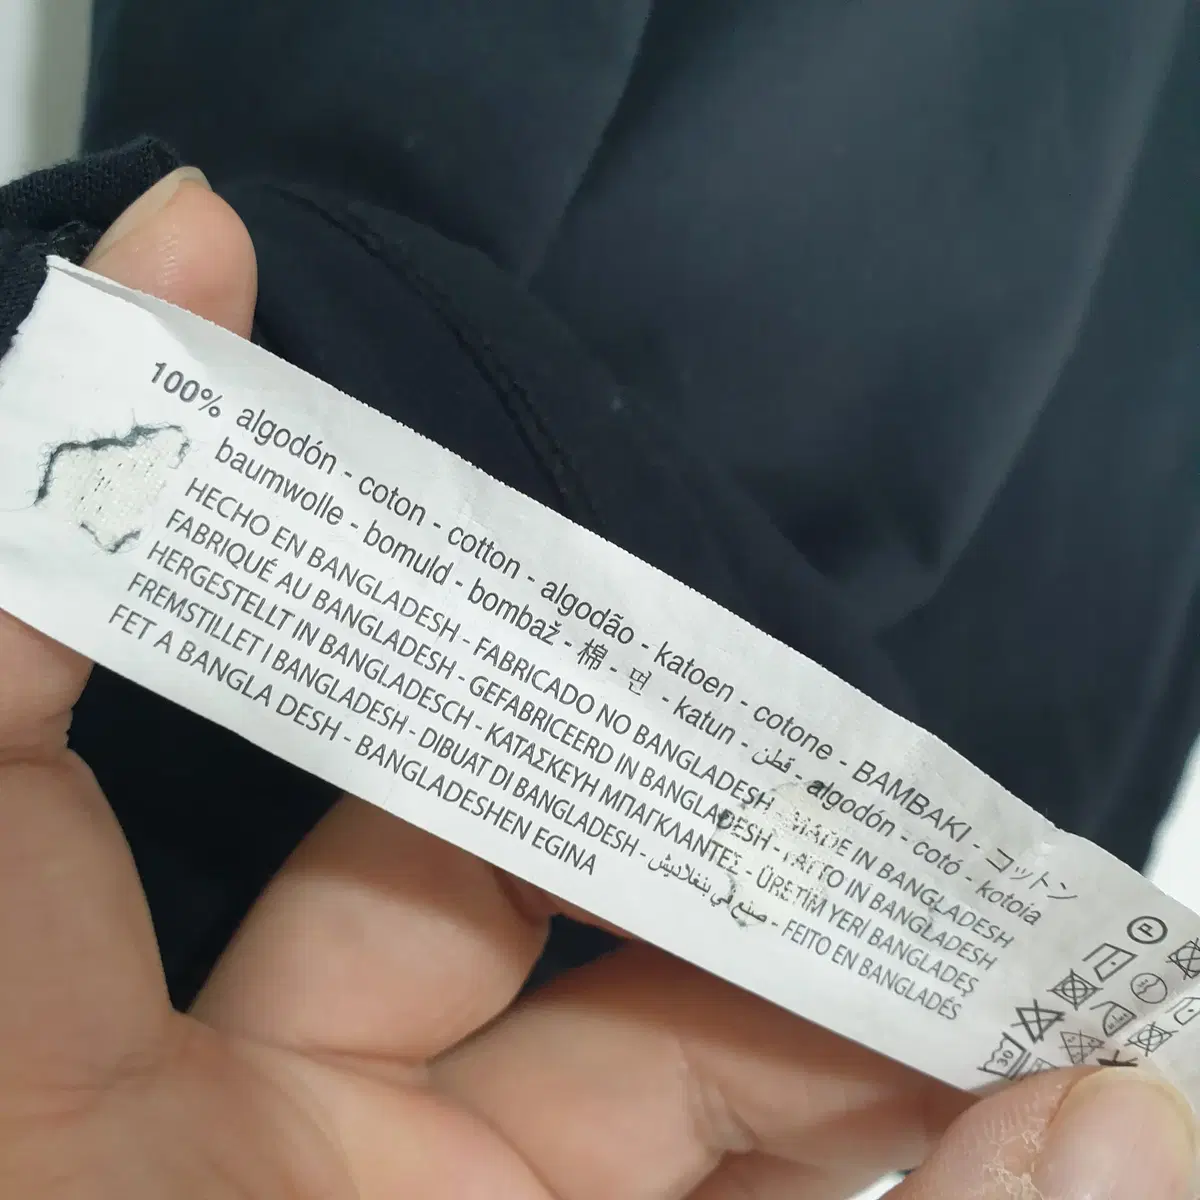 100% algodón - coton - cotton - algodão - katoen - cotone - BAMBAKI - コットン
baumwolle - bomuld - bombaž - 棉 - 면 - katun - قطن - algodón - cotó - kotoia
HECHO EN BANGLADESH - FABRICADO NO BANGLADESH - MADE IN BANGLADESH
FABRIQUÉ AU BANGLADESH - GEFABRICEERD IN BANGLADESH - FATTO IN BANGLADESH
HERGESTELLT IN BANGLADESCH - ΚΑΤΑΣΚΕΥΗ ΜΠΑΓΚΛΑΝΤΕΣ - ÜRETİM YERİ BANGLADEŞ
FREMSTILLET I BANGLADESH - DIBUAT DI BANGLADESH - صنع في بنغلاديش - FEITO EN BANGLADÉS
FET A BANGLA DESH - BANGLADESHEN EGINA
P
30